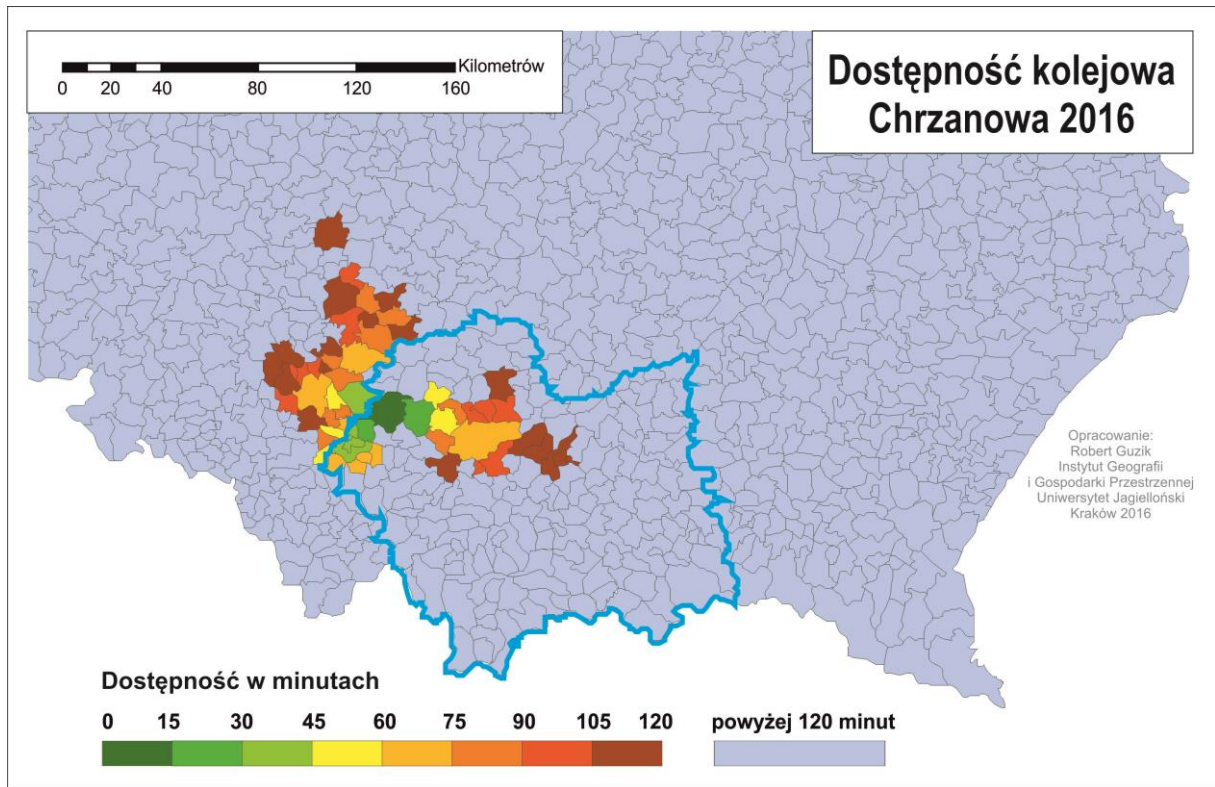 Kilometrów
0 20 40 80 120 160
Dostępność kolejowa
Chrzanowa 2016
Opracowanie:
Robert Guzik
Instytut Geografii
i Gospodarki Przestrzennej
Uniwersytet Jagielloński
Kraków 2016
Dostępność w minutach
0 15 30 45 60 75 90 105 120
powyżej 120 minut